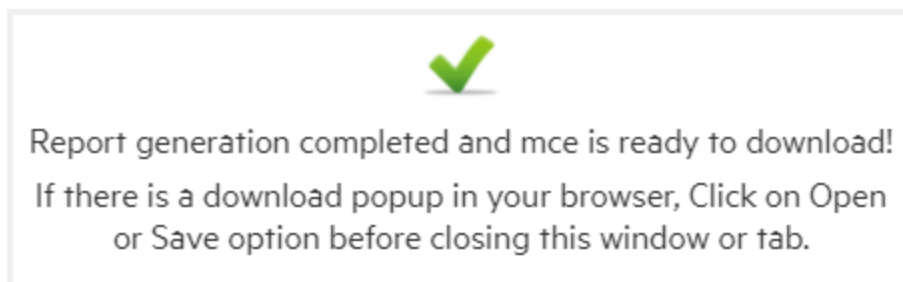 Report generation completed and mce is ready to download!
If there is a download popup in your browser, Click on Open
or Save option before closing this window or tab.